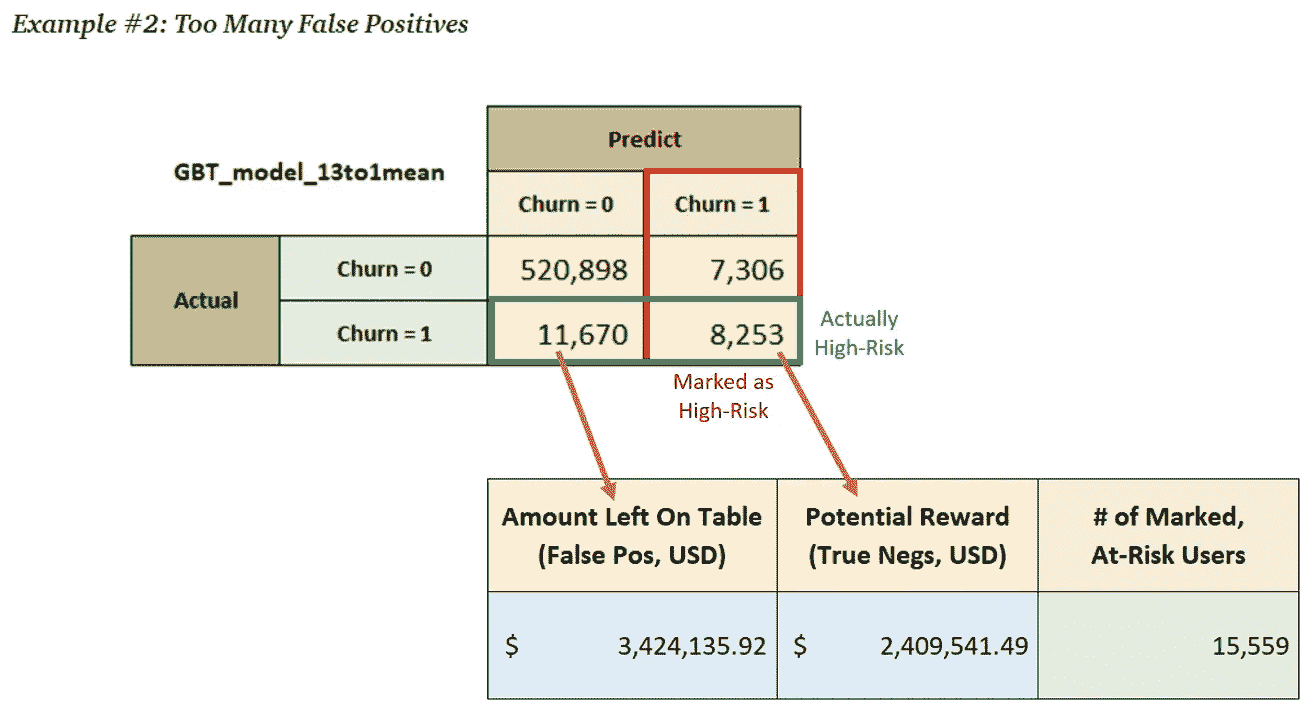 Example #2: Too Many False Positives
Predict
GBT_model_13to1mean
Churn = 0
Churn = 1
Actual
Churn = 0
520,898
7,306
Churn = 1
11,670
8,253
Actually
High-Risk
Marked as
High-Risk
Amount Left On Table
(False Pos, USD)
Potential Reward
(True Negs, USD)
# of Marked,
At-Risk Users
$ 3,424,135.92
$ 2,409,541.49
15,559